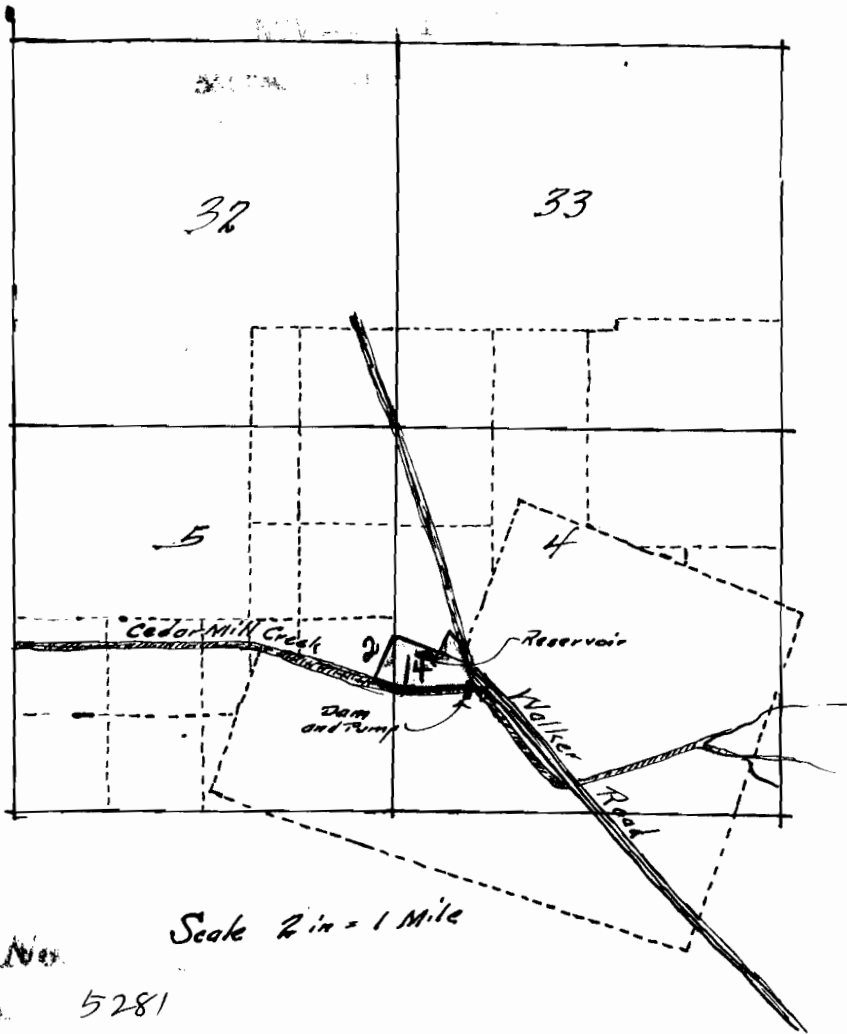 32
33
5
4
Cedar Mill Creek
2
14
Reservoir
Dam
and Pump
Walker
Road
Scale 2 in = 1 Mile
No.
5281